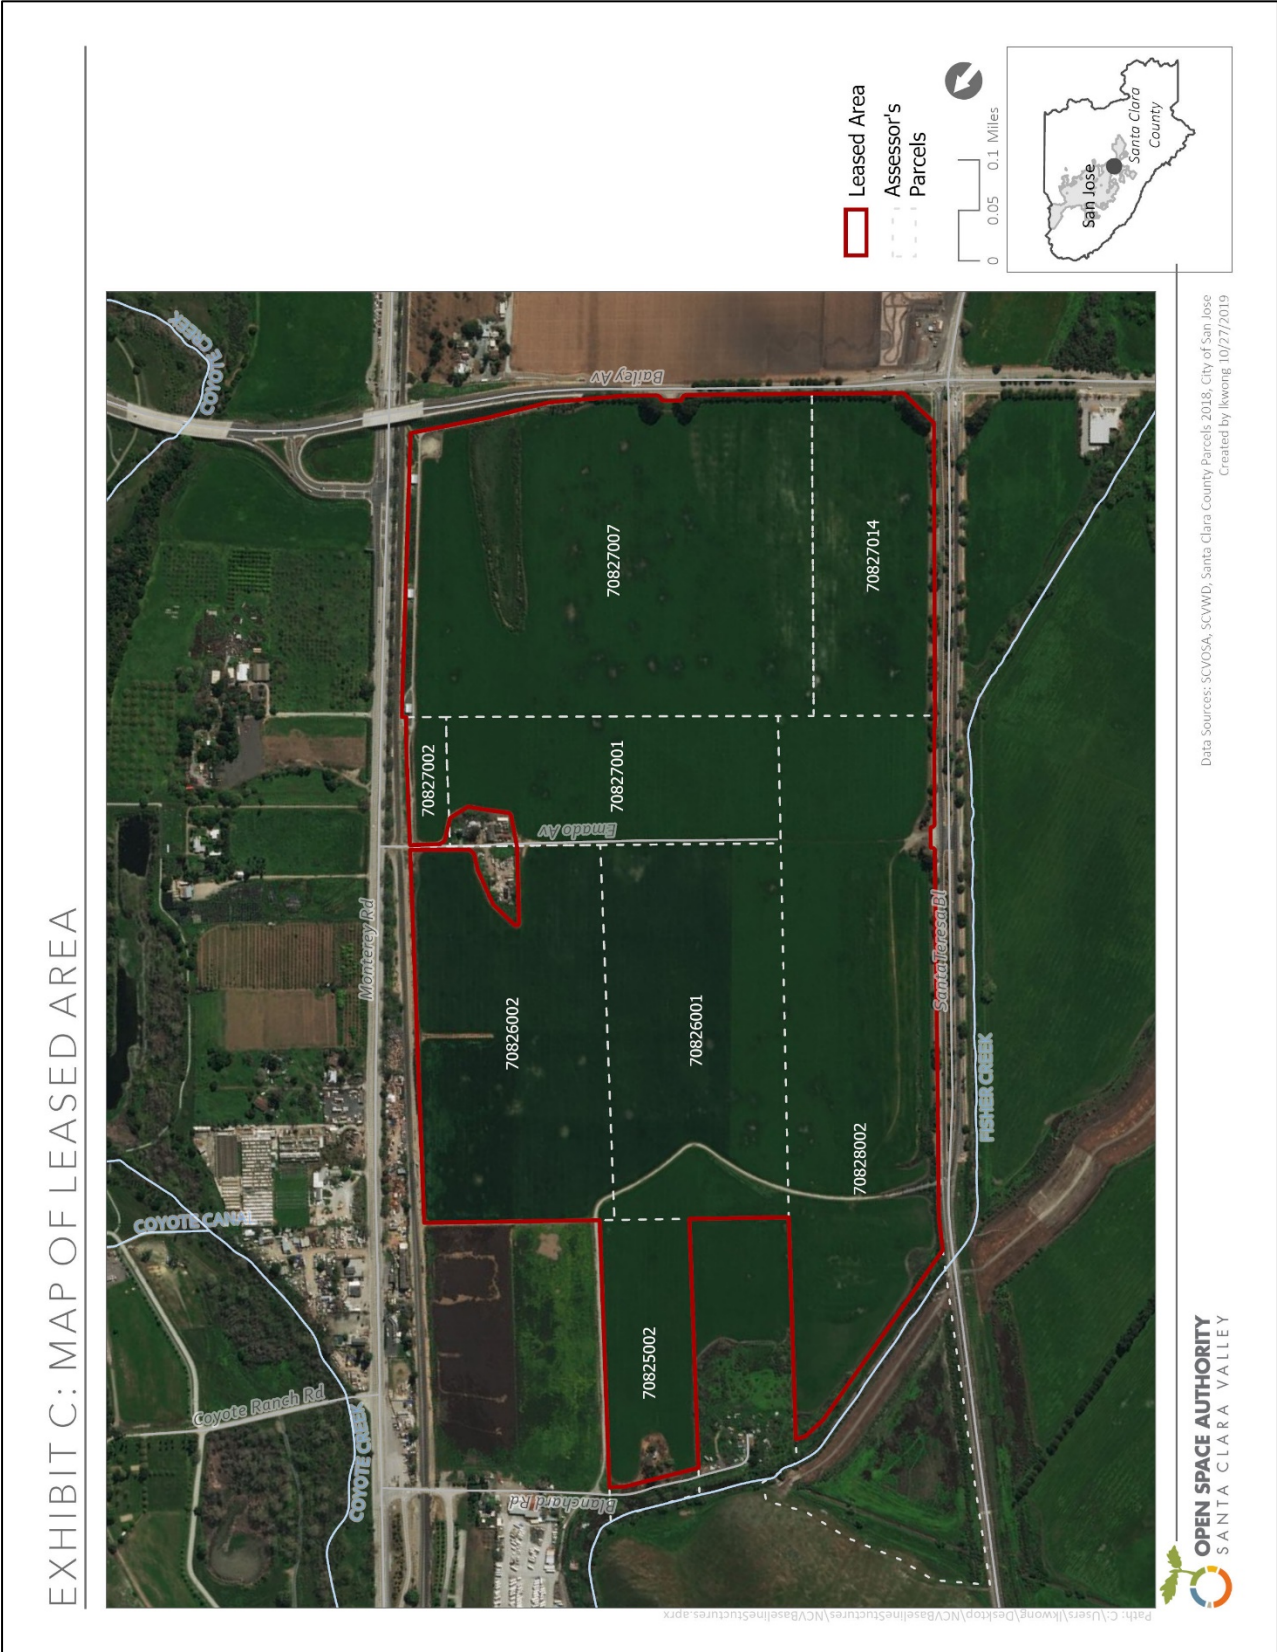 EXHIBIT C: MAP OF LEASED AREA
COYOTE CREEK
COYOTE CANAL
Coyote Ranch Rd
COYOTE CREEK
Monterey Rd
Bailey Av
Blanchard Rd
Emado Av
70827002
70827001
70827007
70827014
70826002
70826001
70825002
70828002
Santa Teresa Bl
FISHER CREEK
Leased Area
Assessor's
Parcels
0 0.05 0.1 Miles
San Jose
Santa Clara
County
Path: C:\Users\lkwong\Desktop\NCVBaselineStructures\NCVBaselineStructures.aprx
OPEN SPACE AUTHORITY
SANTA CLARA VALLEY
Data Sources: SCVOSA, SCVWD, Santa Clara County Parcels 2018, City of San Jose
Created by lkwong 10/27/2019